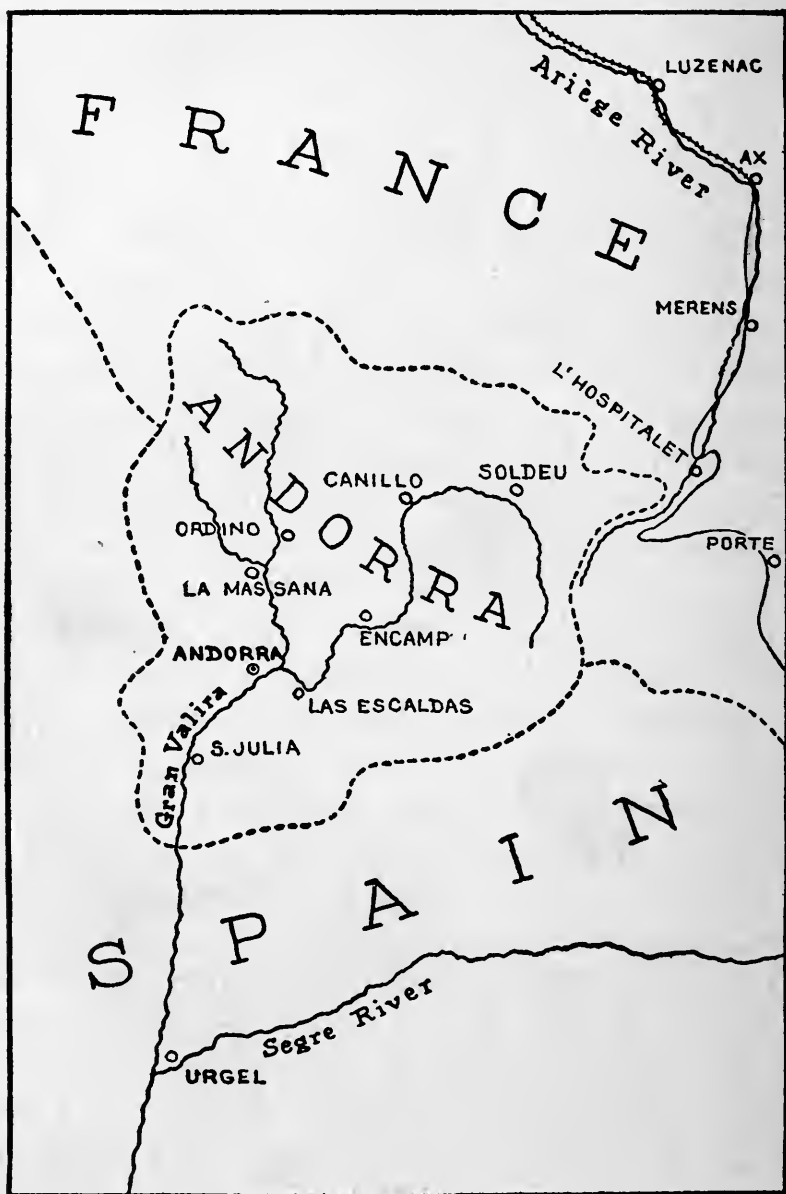 LUZENAC
Ariège River
AX
FRANCE
MERENS
L'HOSPITALET
ANDORRA
CANILLO
SOLDEU
ORDINO
PORTE
LA MASSANA
ENCAMP
ANDORRA
LAS ESCALDAS
Gran Valira
S. JULIA
SPAIN
Segre River
URGEL